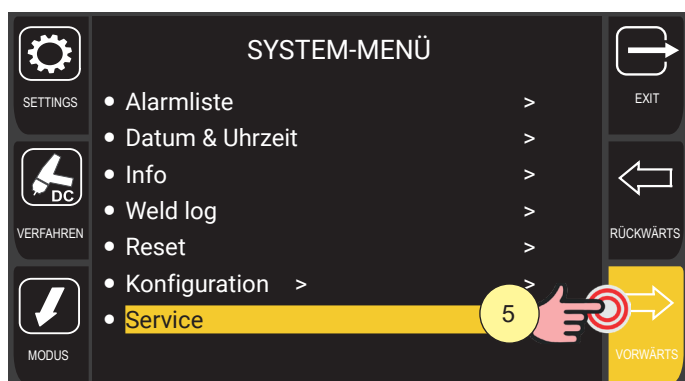 SYSTEM-MENÜ
SETTINGS
EXIT
Alarmliste >
Datum & Uhrzeit >
Info >
DC
Weld log >
VERFAHREN
RÜCKWÄRTS
Reset >
Konfiguration > >
Service
5
MODUS
VORWÄRTS